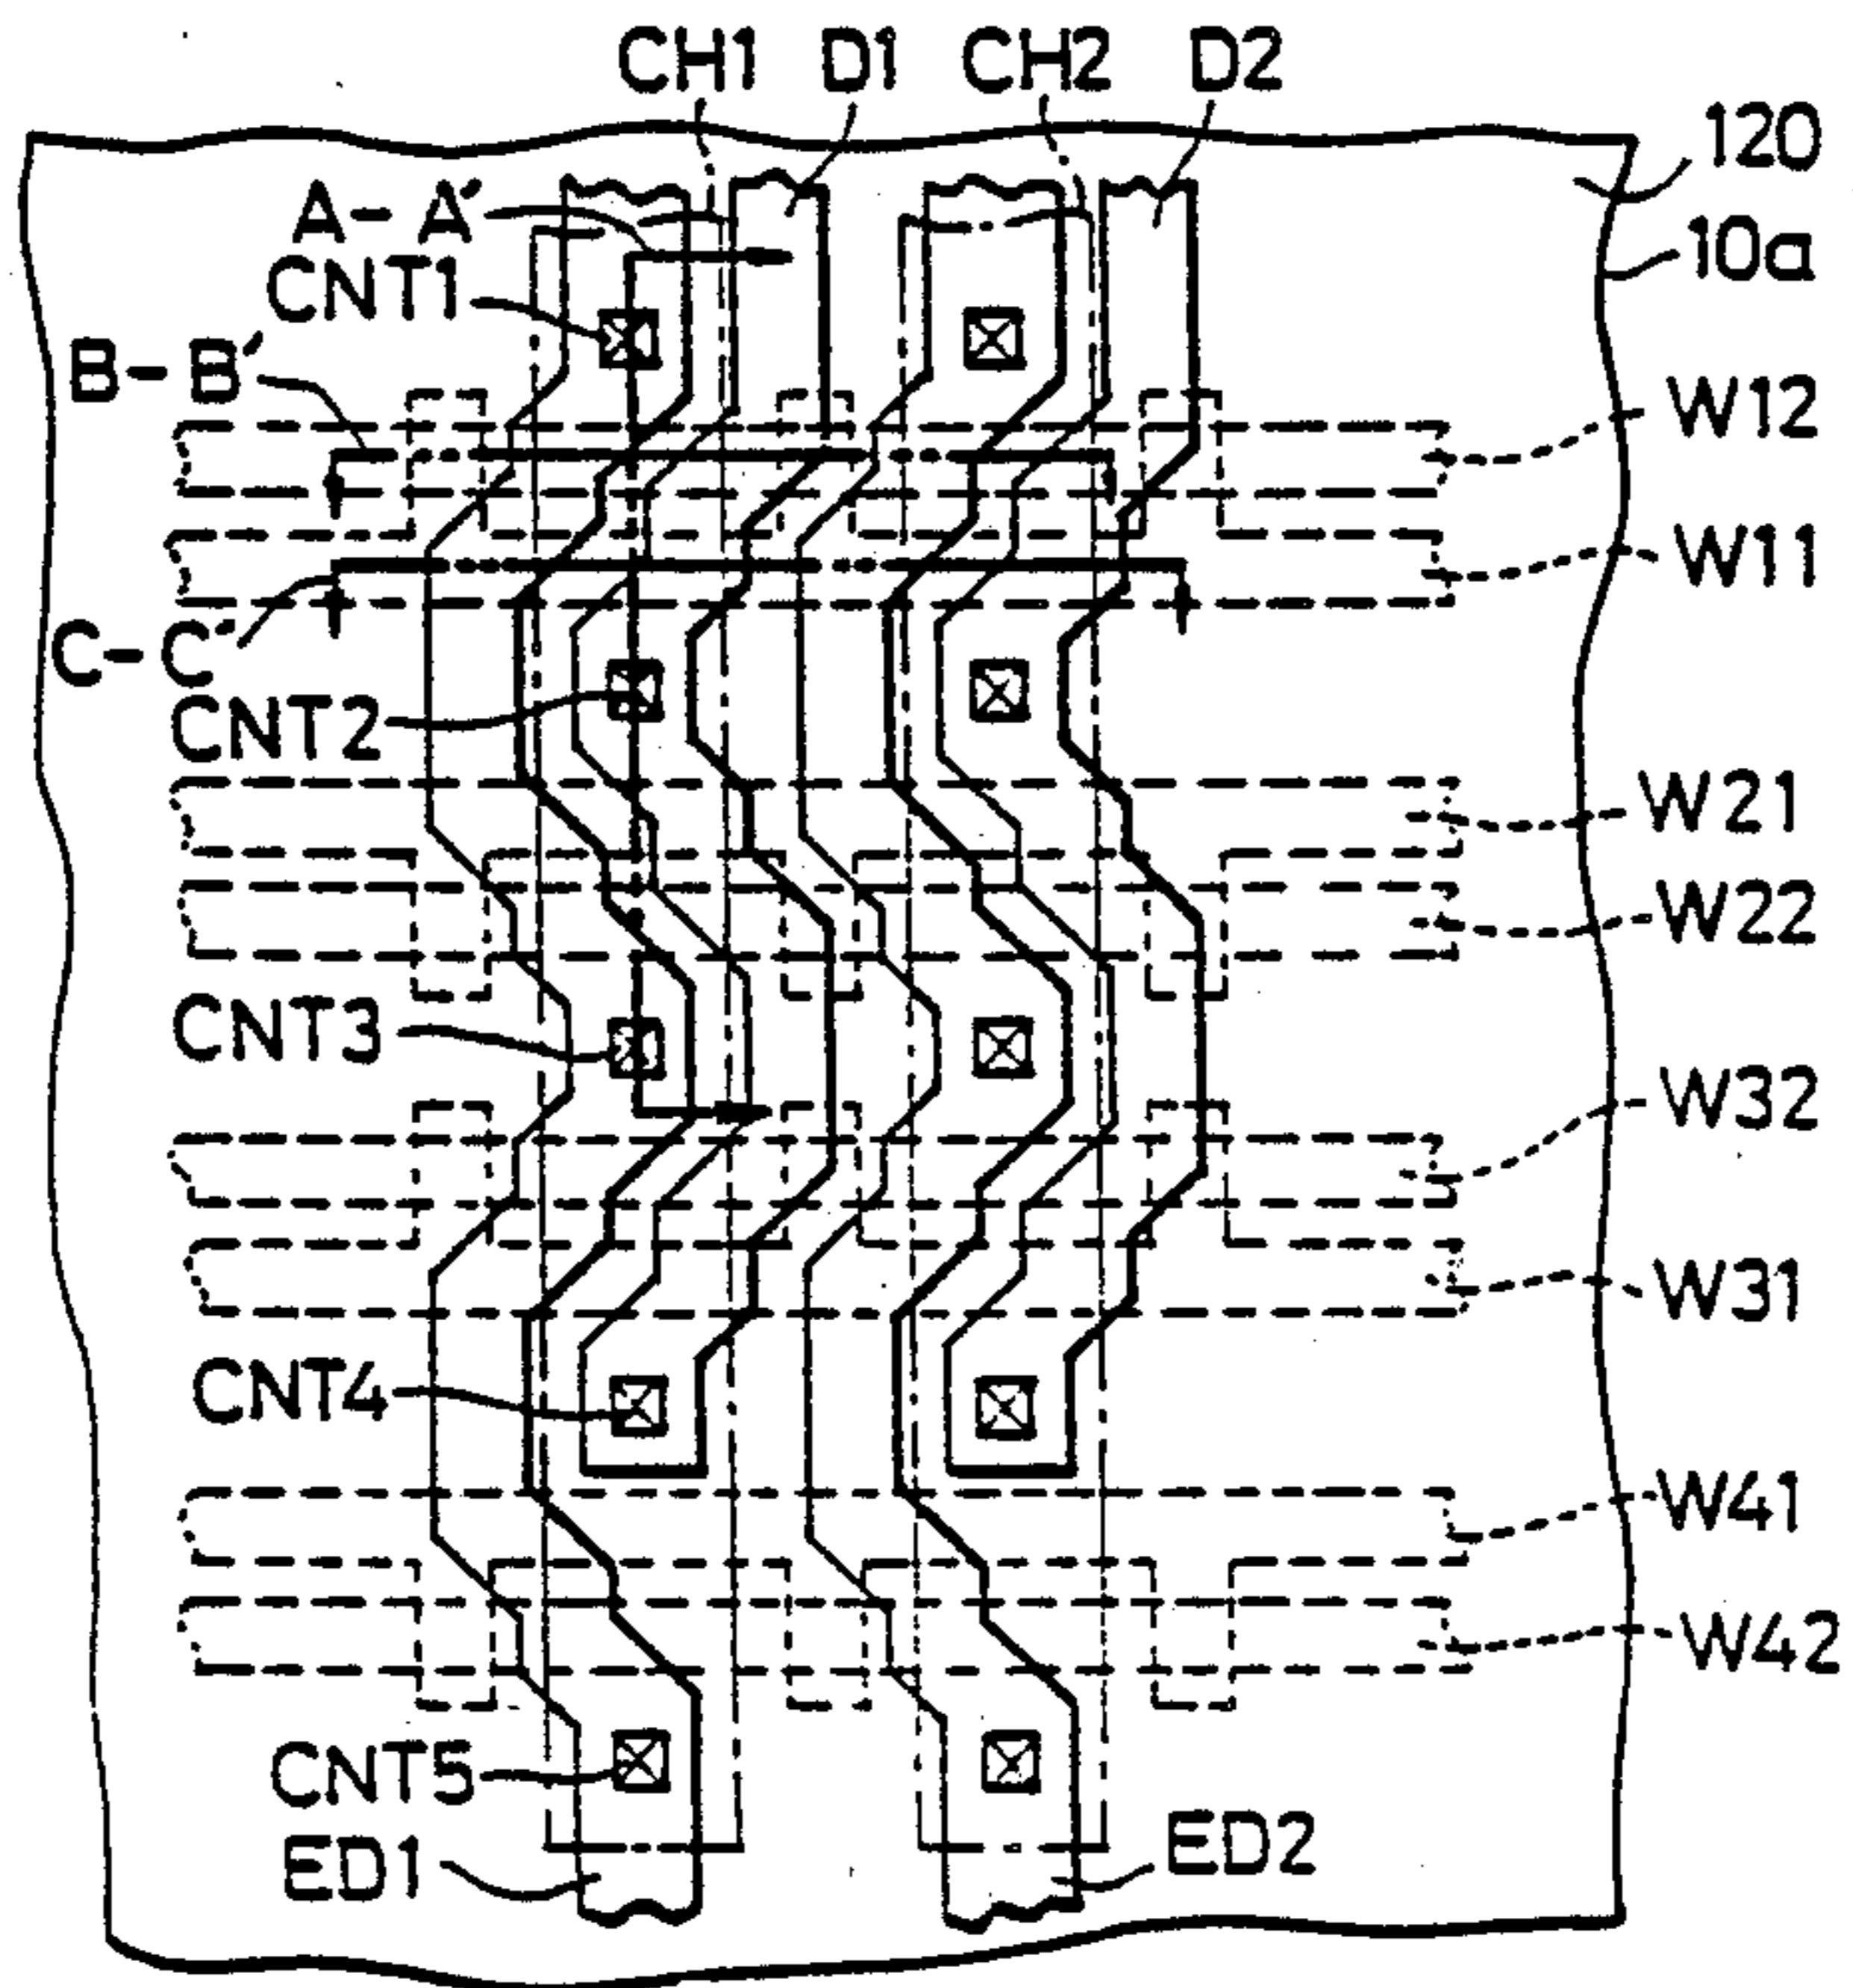 CH1 D1 CH2 D2
120
A-A'
10a
CNT1
B-B'
W12
W11
C-C'
CNT2
W21
W22
CNT3
W32
W31
CNT4
W41
W42
CNT5
ED1
ED2